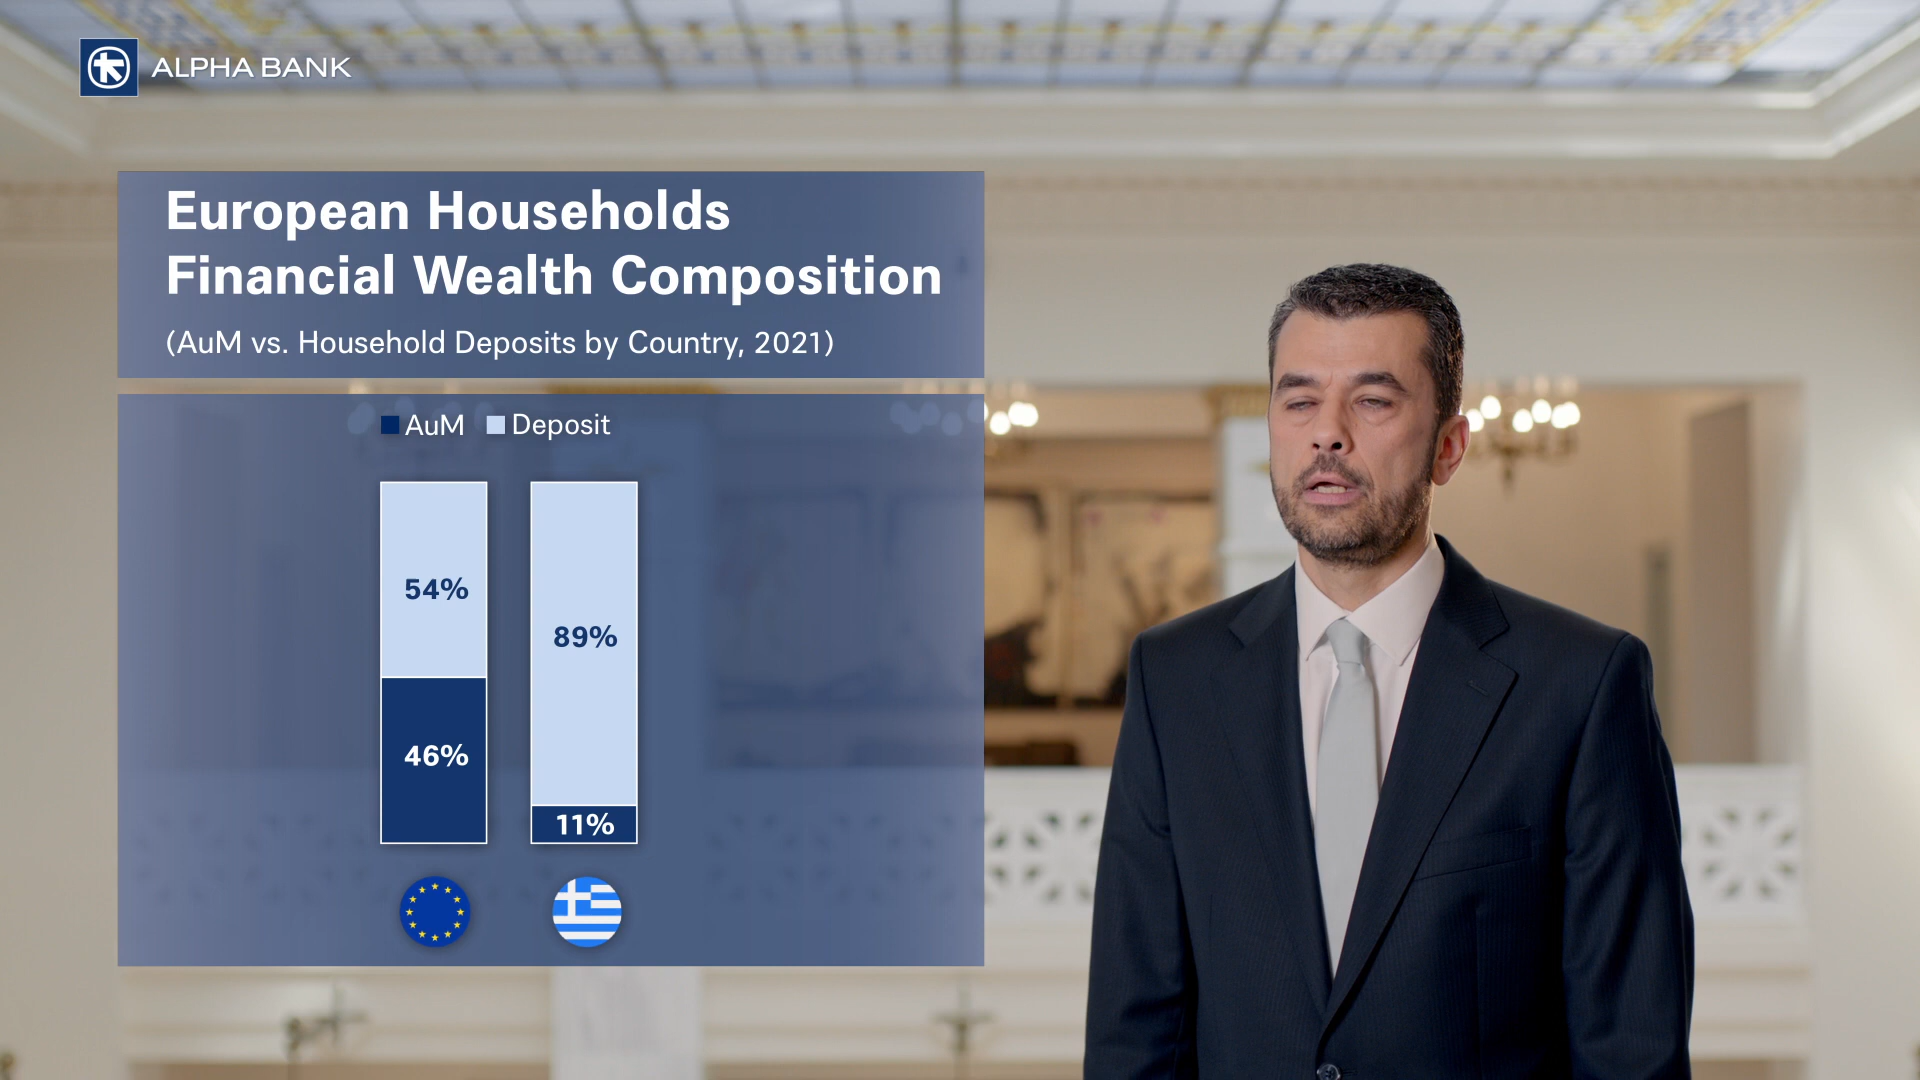 ALPHA BANK
European Households
Financial Wealth Composition
(AuM vs. Household Deposits by Country, 2021)
AuM Deposit
54% 89%
46%
11%